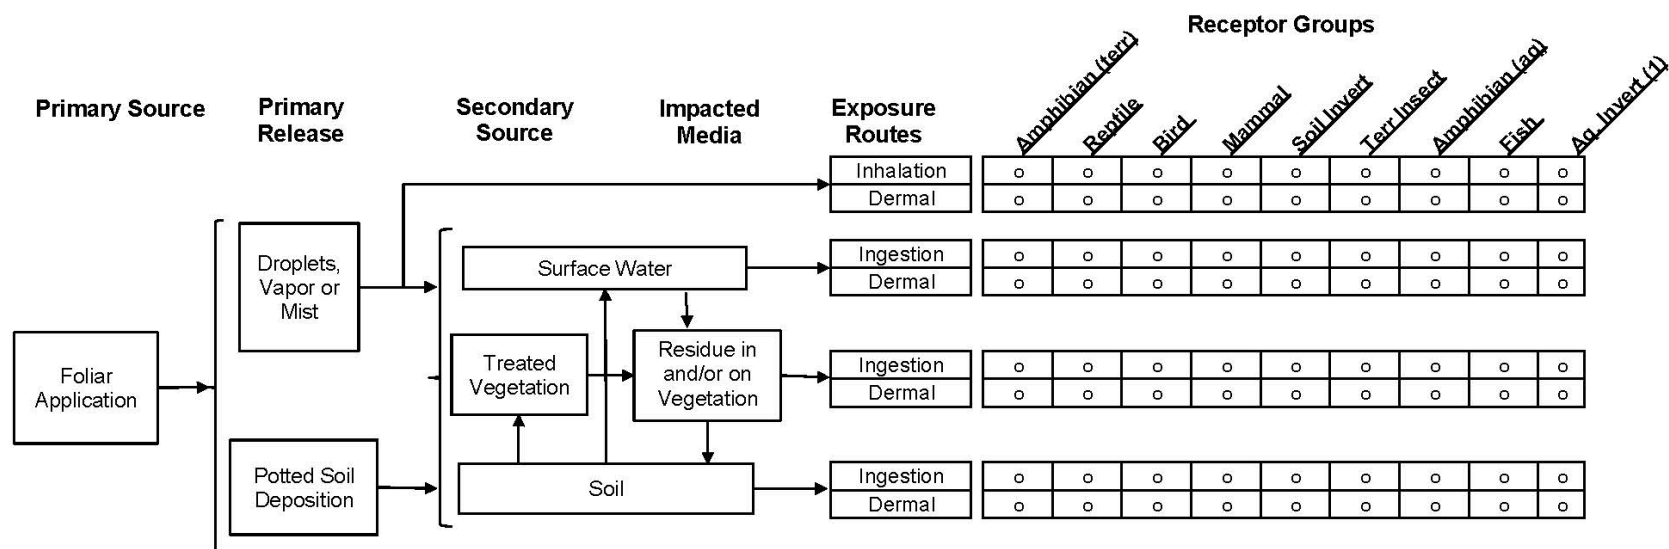 Receptor Groups
Primary Source
Primary
Release
Secondary
Source
Impacted
Media
Exposure
Routes
Amphibian (terr)
Reptile
Bird
Mammal
Soil Invert
Terr Insect
Amphibian (aq)
Fish
Aq. Invert (1)
Inhalation o o o o o o o o o
Dermal o o o o o o o o o
Droplets,
Vapor or
Mist
Surface Water
Ingestion o o o o o o o o o
Dermal o o o o o o o o o
Foliar
Application
Treated
Vegetation
Residue in
and/or on
Vegetation
Ingestion o o o o o o o o o
Dermal o o o o o o o o o
Potted Soil
Deposition
Soil
Ingestion o o o o o o o o o
Dermal o o o o o o o o o